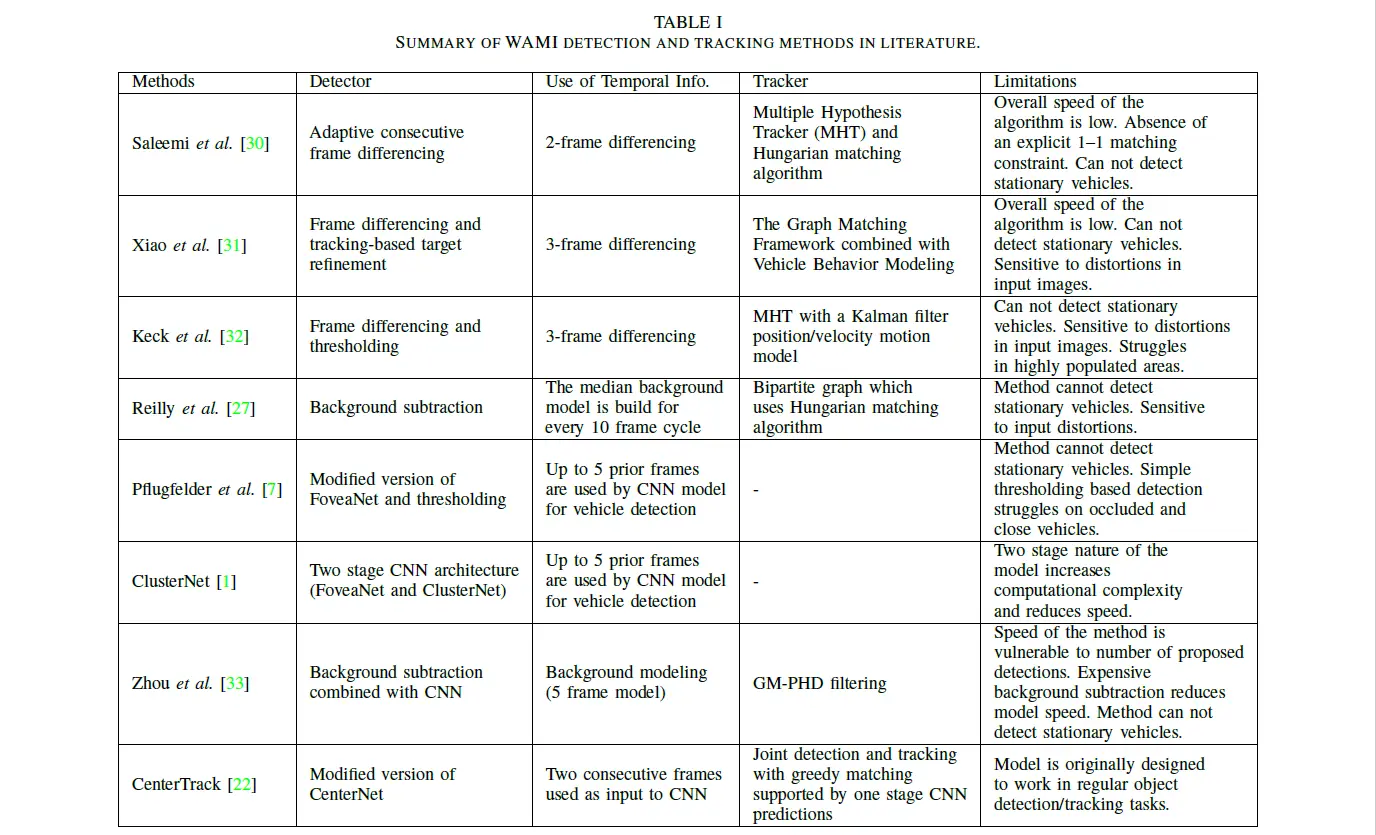 TABLE I
SUMMARY OF WAMI DETECTION AND TRACKING METHODS IN LITERATURE.
Methods
Detector
Use of Temporal Info.
Tracker
Limitations
Saleemi et al. [30]
Adaptive consecutive
frame differencing
2-frame differencing
Multiple Hypothesis
Tracker (MHT) and
Hungarian matching
algorithm
Overall speed of the
algorithm is low. Absence of
an explicit 1–1 matching
constraint. Can not detect
stationary vehicles.
Xiao et al. [31]
Frame differencing and
tracking-based target
refinement
3-frame differencing
The Graph Matching
Framework combined with
Vehicle Behavior Modeling
Overall speed of the
algorithm is low. Can not
detect stationary vehicles.
Sensitive to distortions in
input images.
Keck et al. [32]
Frame differencing and
thresholding
3-frame differencing
MHT with a Kalman filter
position/velocity motion
model
Can not detect stationary
vehicles. Sensitive to distortions
in input images. Struggles
in highly populated areas.
Reilly et al. [27]
Background subtraction
The median background
model is build for
every 10 frame cycle
Bipartite graph which
uses Hungarian matching
algorithm
Method cannot detect
stationary vehicles. Sensitive
to input distortions.
Pflugfelder et al. [7]
Modified version of
FoveaNet and thresholding
Up to 5 prior frames
are used by CNN model
for vehicle detection
-
Method cannot detect
stationary vehicles. Simple
thresholding based detection
struggles on occluded and
close vehicles.
ClusterNet [1]
Two stage CNN architecture
(FoveaNet and ClusterNet)
Up to 5 prior frames
are used by CNN model
for vehicle detection
-
Two stage nature of the
model increases
computational complexity
and reduces speed.
Zhou et al. [33]
Background subtraction
combined with CNN
Background modeling
(5 frame model)
GM-PHD filtering
Speed of the method is
vulnerable to number of proposed
detections. Expensive
background subtraction reduces
model speed. Method can not
detect stationary vehicles.
CenterTrack [22]
Modified version of
CenterNet
Two consecutive frames
used as input to CNN
Joint detection and tracking
with greedy matching
supported by one stage CNN
predictions
Model is originally designed
to work in regular object
detection/tracking tasks.